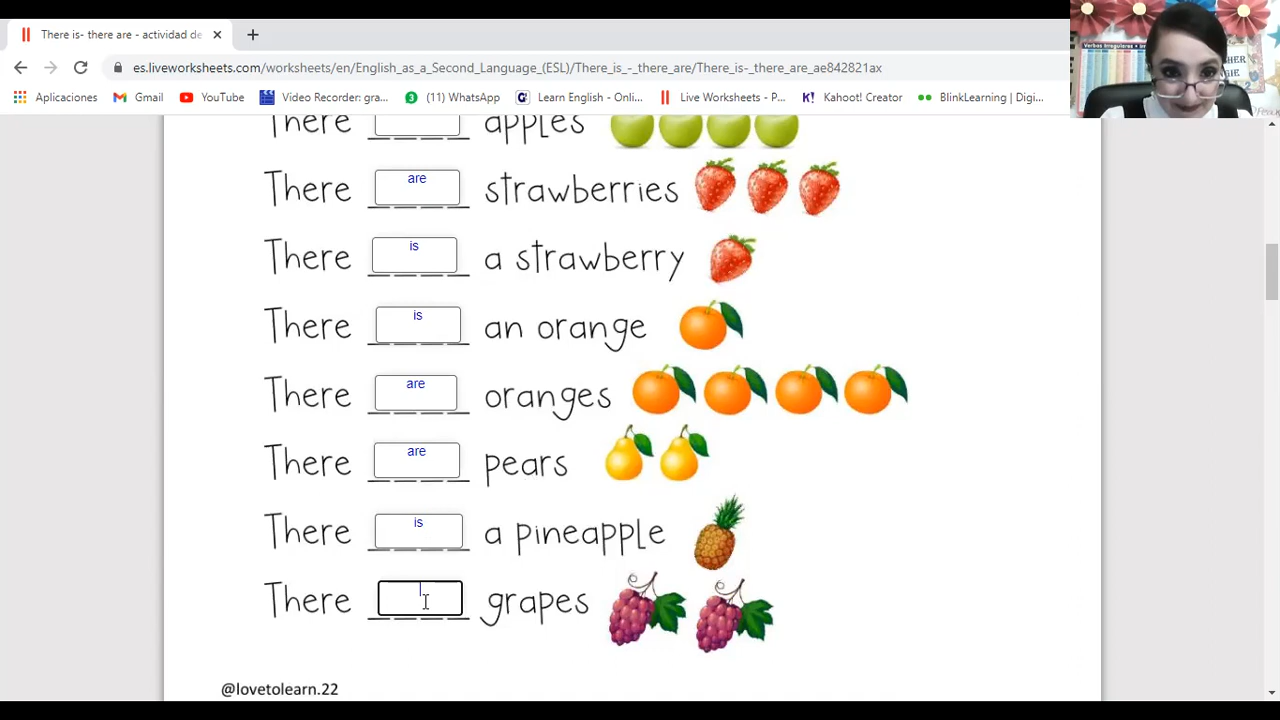 There is- there are - actividad de
es.liveworksheets.com/worksheets/en/English_as_a_Second_Language_(ESL)/There_is_-_there_are/There_is-_there_are_ae842821ax
Aplicaciones Gmail YouTube Video Recorder: gra... (11) WhatsApp Learn English - Onli... Live Worksheets - P... Kahoot! Creator BlinkLearning | Digi...
Verbos Irregulares
There apples
There are strawberries
There is a strawberry
There is an orange
There are oranges
There are pears
There is a pineapple
There grapes
@lovetolearn.22